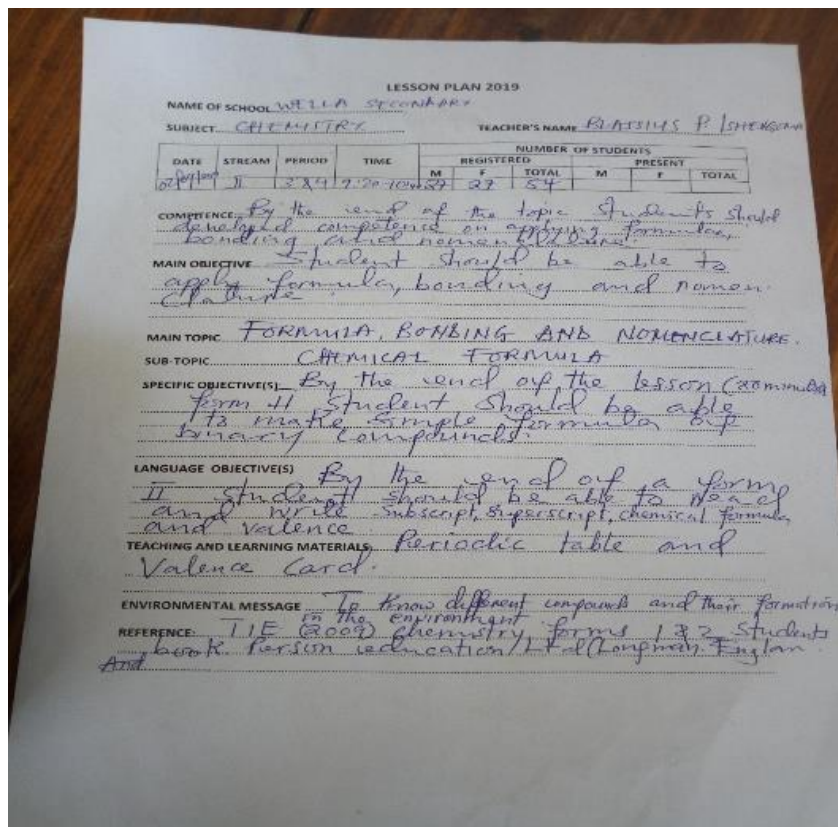 LESSON PLAN 2019
NAME OF SCHOOL WELLA SECONDARY
SUBJECT CHEMISTRY TEACHER'S NAME BLATSIUS P. ISHENGOMA
NUMBER OF STUDENTS
DATE STREAM PERIOD TIME REGISTERED PRESENT
M F TOTAL M F TOTAL
II 3 & 4 27 27 54
COMPETENCE By the end of the topic students should
developed competence on applying formula,
bonding and nomenclature.
MAIN OBJECTIVE Student should be able to
apply formula, bonding and nomen-
clature.
MAIN TOPIC FORMULA, BONDING AND NOMENCLATURE.
SUB-TOPIC CHEMICAL FORMULA
SPECIFIC OBJECTIVE(S) By the end of the lesson (80 minutes)
form II student should be able
to make simple formula of
binary compounds.
LANGUAGE OBJECTIVE(S) By the end of a form
II student should be able to read
and write subscript, superscript, chemical formula,
and valence
TEACHING AND LEARNING MATERIALS Periodic table and
Valence Card.
ENVIRONMENTAL MESSAGE To know different compounds and their formation
in the environment
REFERENCE: TIE (2009) Chemistry forms 1 & 2 Students
book. Person education Ltd (Longman. Englan.
And